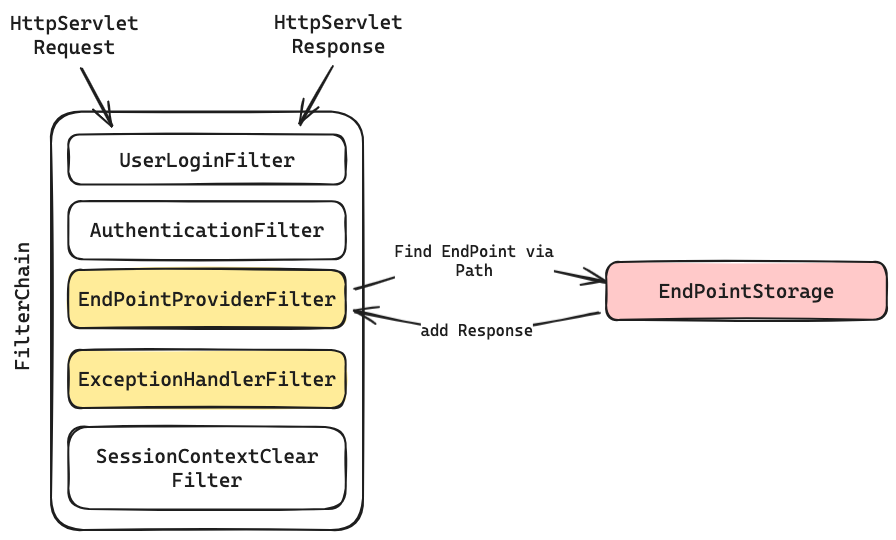 HttpServlet
Request
HttpServlet
Response
FilterChain
UserLoginFilter
AuthenticationFilter
EndPointProviderFilter
ExceptionHandlerFilter
SessionContextClear
Filter
Find EndPoint via
Path
add Response
EndPointStorage